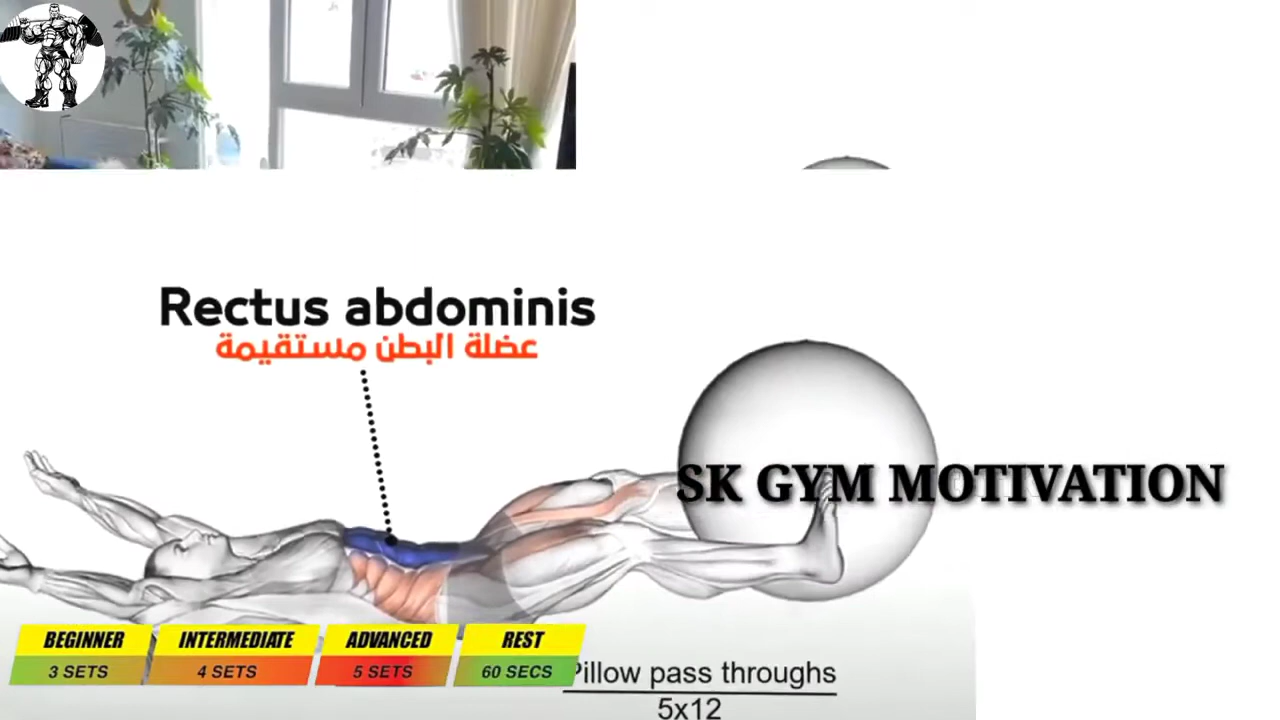 Rectus abdominis
عضلة البطن مستقيمة
SK GYM MOTIVATION
BEGINNER INTERMEDIATE ADVANCED REST
3 SETS 4 SETS 5 SETS 60 SECS
Pillow pass throughs
5x12